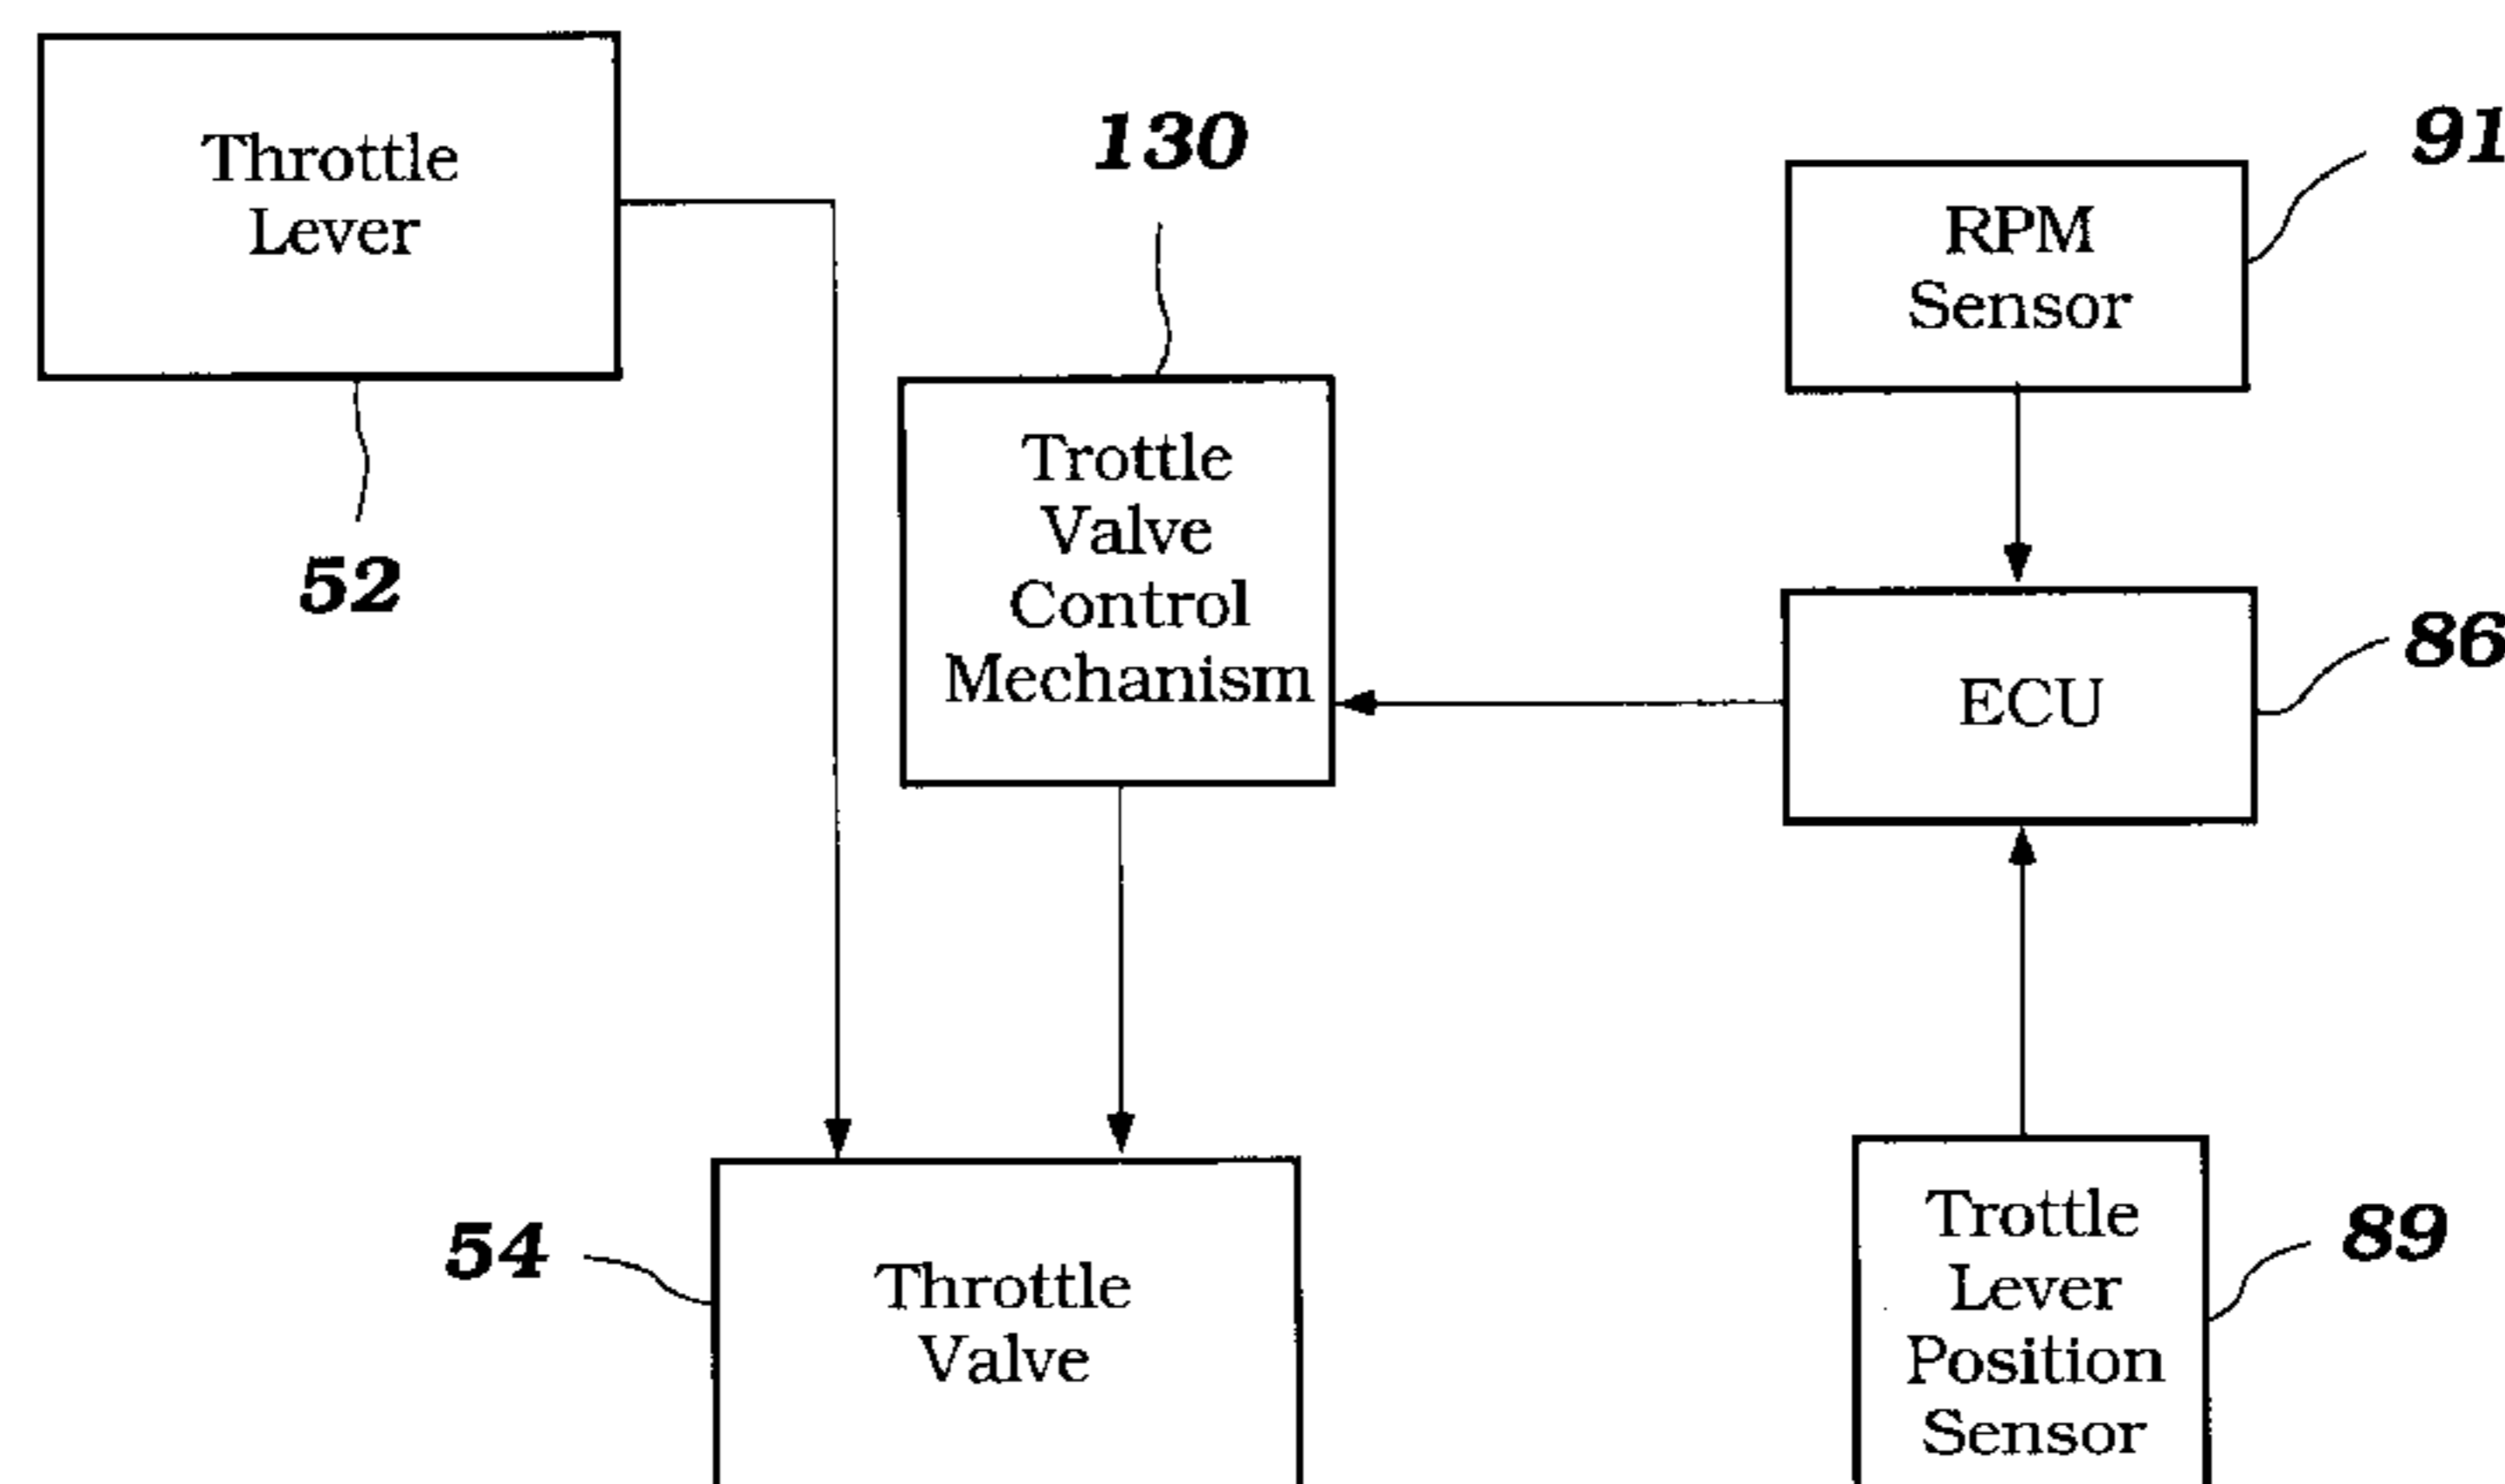 Throttle
Lever
52
130
Trottle
Valve
Control
Mechanism
RPM
Sensor
91
ECU
86
54
Throttle
Valve
Trottle
Lever
Position
Sensor
89